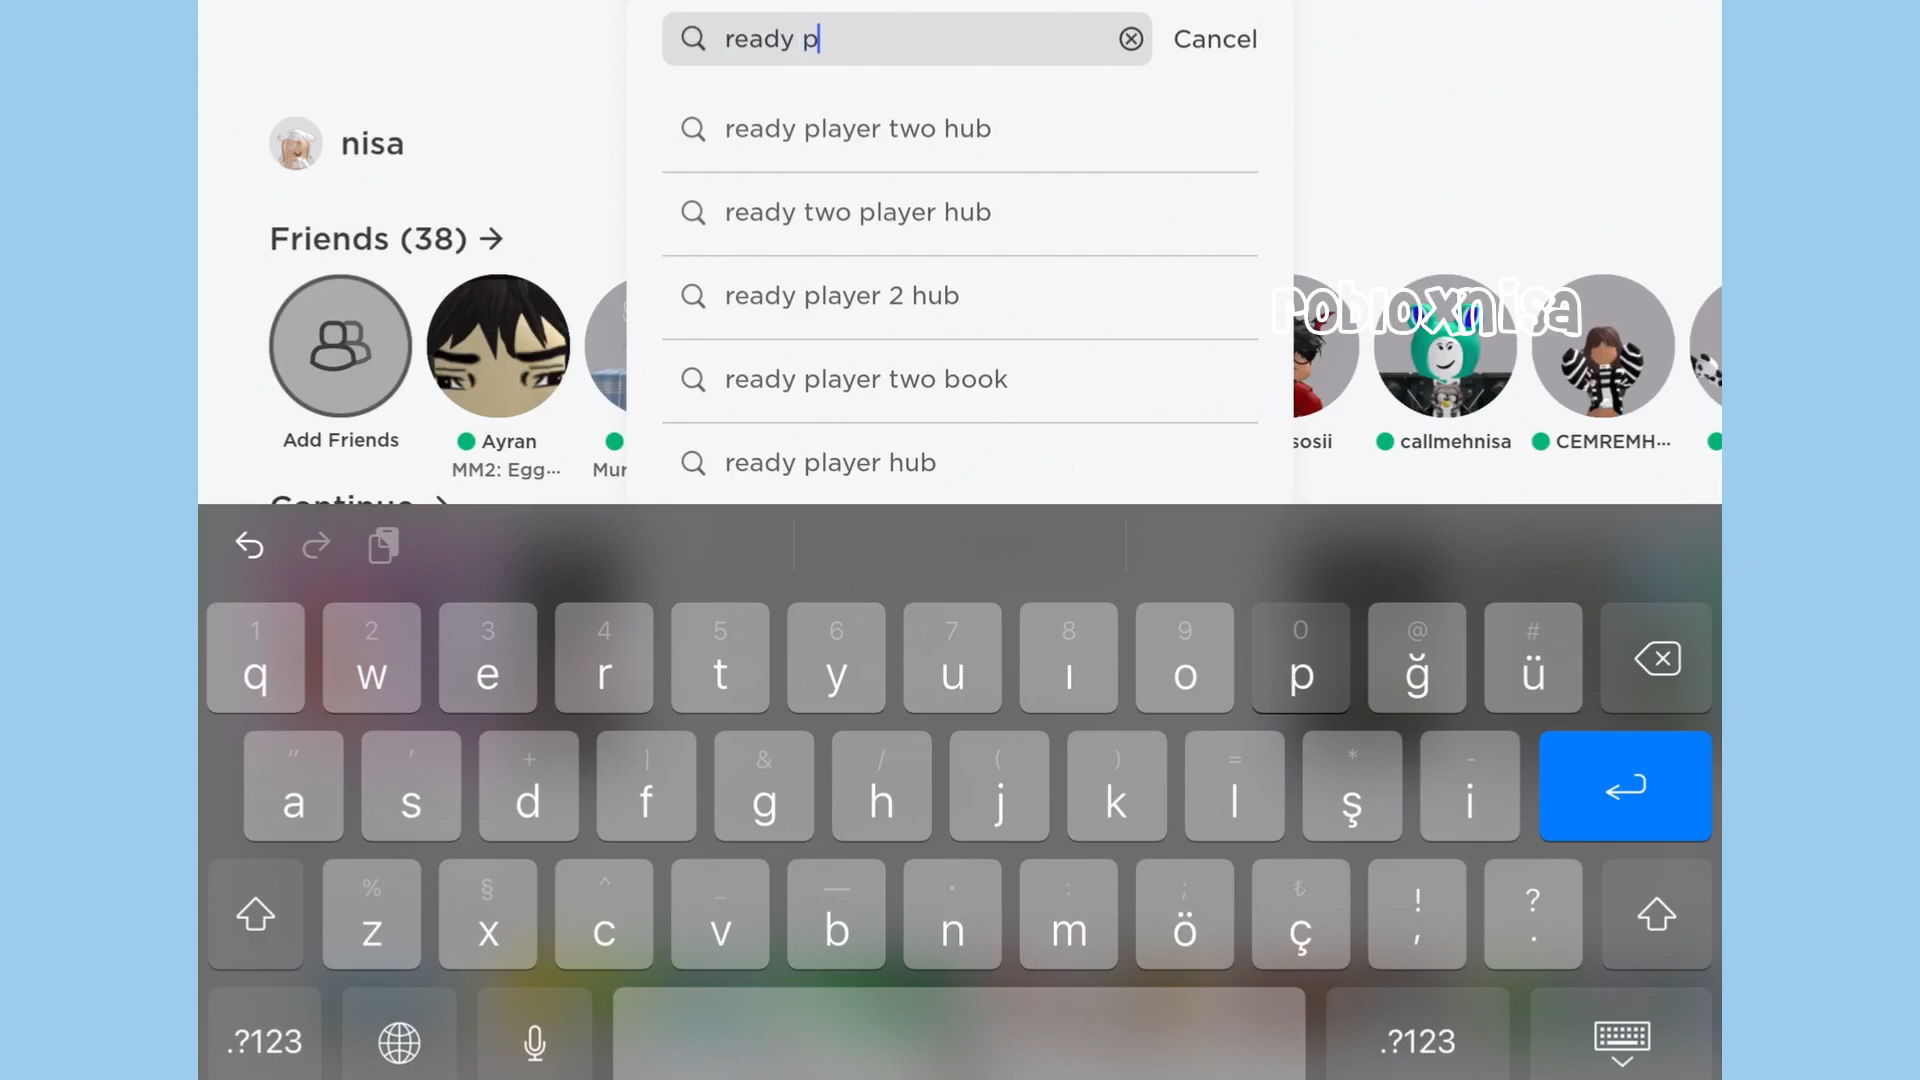 ready p
Cancel
ready player two hub
nisa
ready two player hub
Friends (38) →
ready player 2 hub
robloxnisa
ready player two book
Add Friends
Ayran
MM2: Egg...
Mur
sosii
callmehnisa
CEMREMH...
ready player hub
Continue
1 2 3 4 5 6 7 8 9 0 @ #
q w e r t y u ı o p ğ ü
" ' + | & / ( ) = * -
a s d f g h j k l ş i
% § ^ _ — · : ; ₺ ! ?
z x c v b n m ö ç , .
.?123 .?123